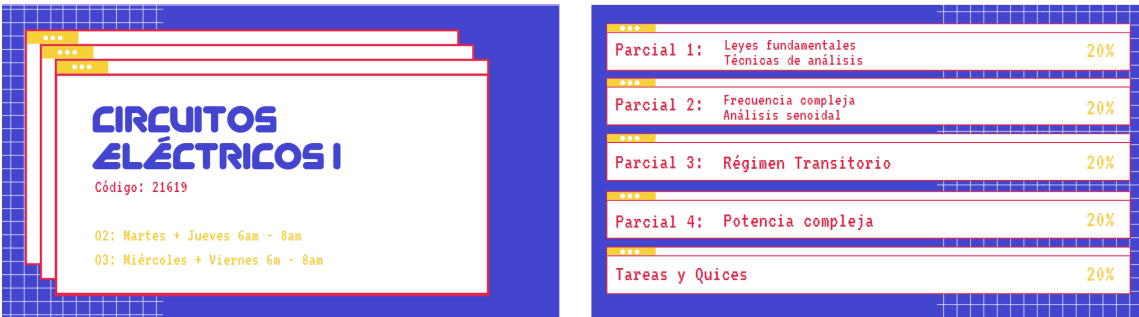 CIRCUITOS
ELÉCTRICOS I
Código: 21619
02: Martes + Jueves 6am - 8am
03: Miércoles + Viernes 6m - 8am
Parcial 1: Leyes fundamentales
Técnicas de análisis
20%
Parcial 2: Frecuencia compleja
Análisis senoidal
20%
Parcial 3: Régimen Transitorio 20%
Parcial 4: Potencia compleja 20%
Tareas y Quices 20%